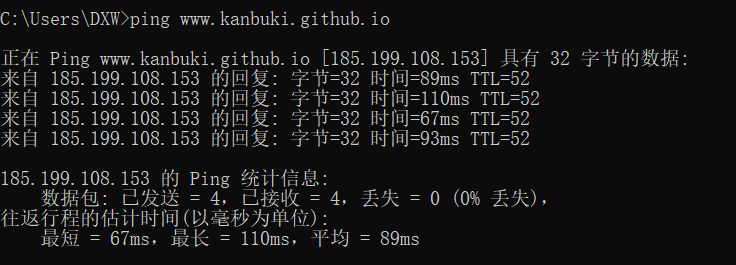 C:\Users\DXW>ping www.kanbuki.github.io
正在 Ping www.kanbuki.github.io [185.199.108.153] 具有 32 字节的数据:
来自 185.199.108.153 的回复: 字节=32 时间=89ms TTL=52
来自 185.199.108.153 的回复: 字节=32 时间=110ms TTL=52
来自 185.199.108.153 的回复: 字节=32 时间=67ms TTL=52
来自 185.199.108.153 的回复: 字节=32 时间=93ms TTL=52
185.199.108.153 的 Ping 统计信息:
数据包: 已发送 = 4，已接收 = 4，丢失 = 0 (0% 丢失)，
往返行程的估计时间(以毫秒为单位):
最短 = 67ms，最长 = 110ms，平均 = 89ms